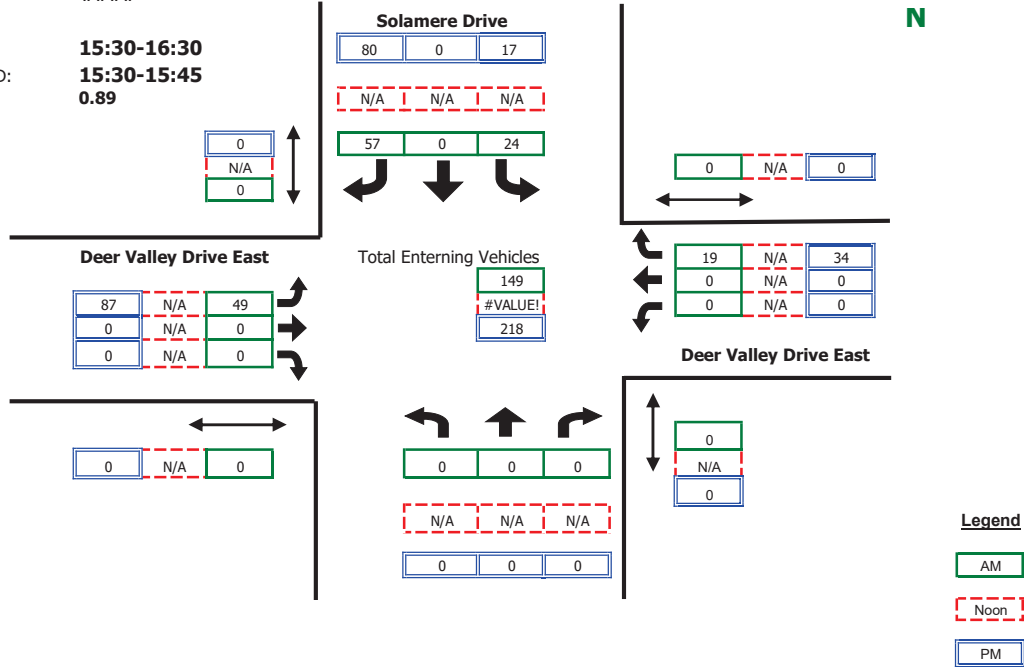 Solamere Drive
N
15:30-16:30
80 0 17
D: 15:30-15:45
0.89
N/A N/A N/A
0
57 0 24
N/A
0 N/A 0
0
Deer Valley Drive East
Total Enterning Vehicles
19 N/A 34
149
0 N/A 0
87 N/A 49
#VALUE!
0 N/A 0
0 N/A 0
218
0 N/A 0
Deer Valley Drive East
0
0 N/A 0
0 0 0
N/A
0
N/A N/A N/A
Legend
0 0 0
AM
Noon
PM